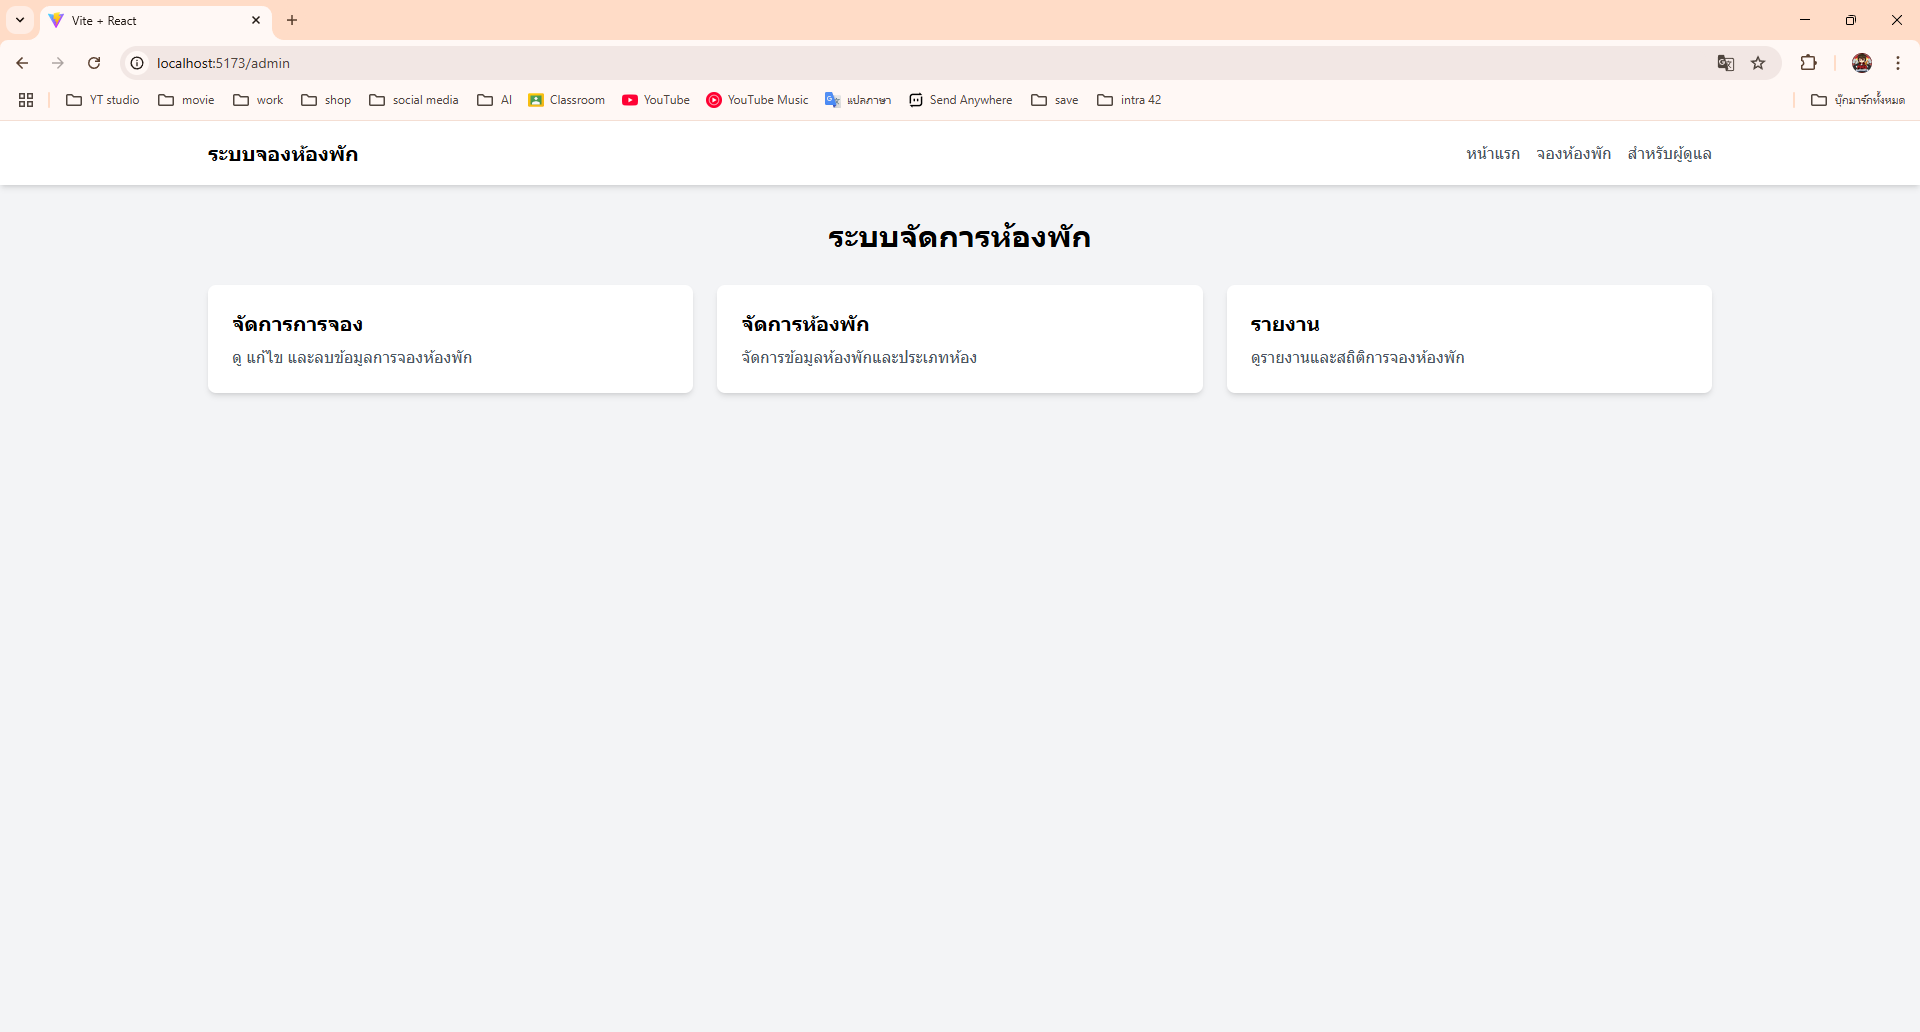 Vite + React
localhost:5173/admin
YT studio movie work shop social media AI Classroom YouTube YouTube Music แปลภาษา Send Anywhere save intra 42 บุ๊กมาร์กทั้งหมด
ระบบจองห้องพัก หน้าแรก จองห้องพัก สำหรับผู้ดูแล
ระบบจัดการห้องพัก
จัดการการจอง
ดู แก้ไข และลบข้อมูลการจองห้องพัก
จัดการห้องพัก
จัดการข้อมูลห้องพักและประเภทห้อง
รายงาน
ดูรายงานและสถิติการจองห้องพัก